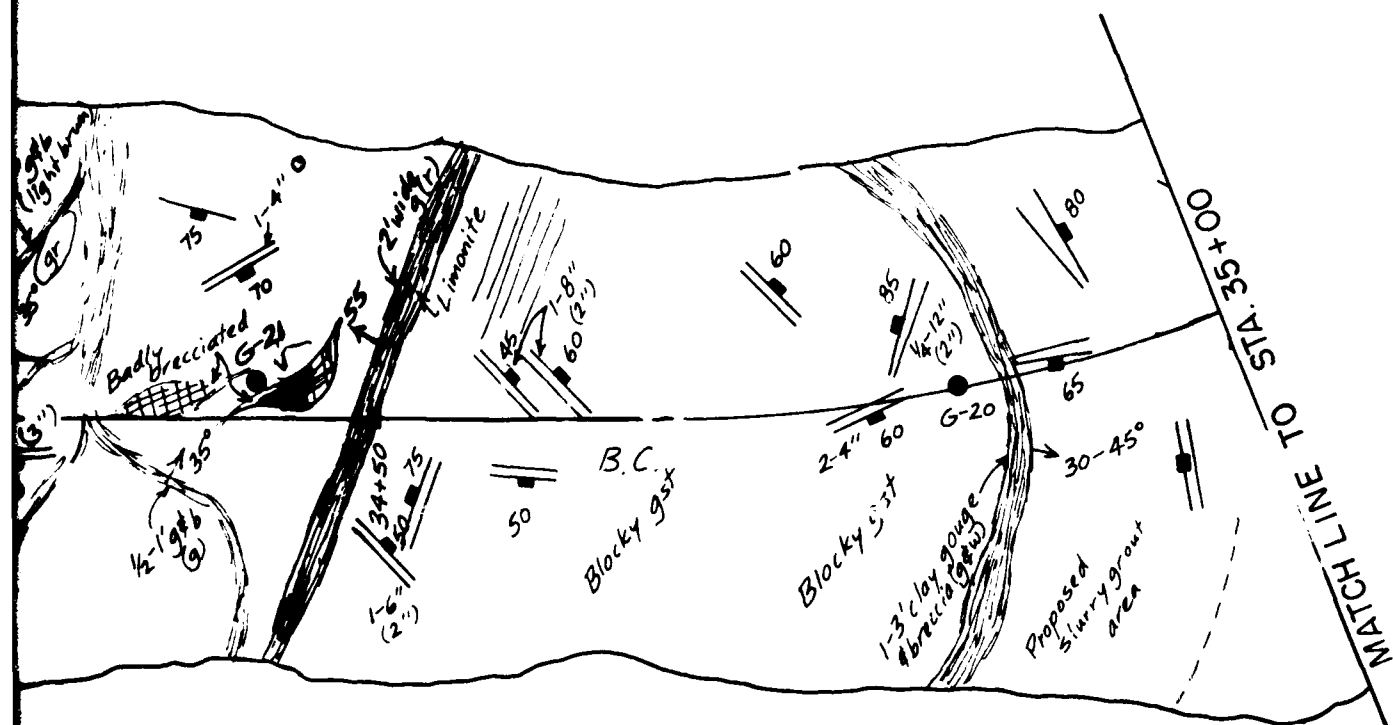 g&b
(light brwn)
gr
35°
75
1-4"
70
2' wide
g(r)
Limonite
55
Badly
brecciated
G-21
(3")
35°
½-1' g&b
(g)
34+50
75
50
1-6"
(2")
45
1-8"
60 (2")
50
B.C.
Blocky gst
60
85
¼-12"
(2")
80
65
G-20
2-4"
60
Blocky gst
30-45°
1-3' clay gouge
& breccia (g&w)
Proposed
slurry grout
area
MATCH LINE TO STA. 35+00